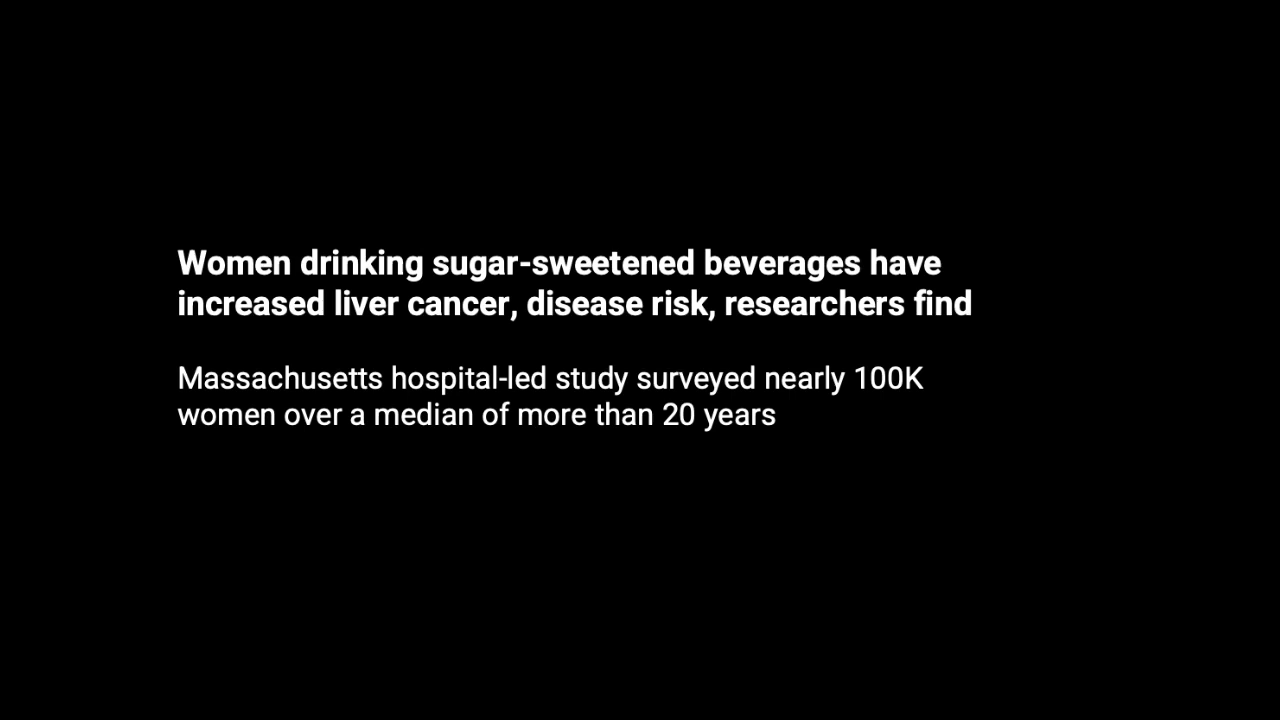 Women drinking sugar-sweetened beverages have
increased liver cancer, disease risk, researchers find
Massachusetts hospital-led study surveyed nearly 100K
women over a median of more than 20 years